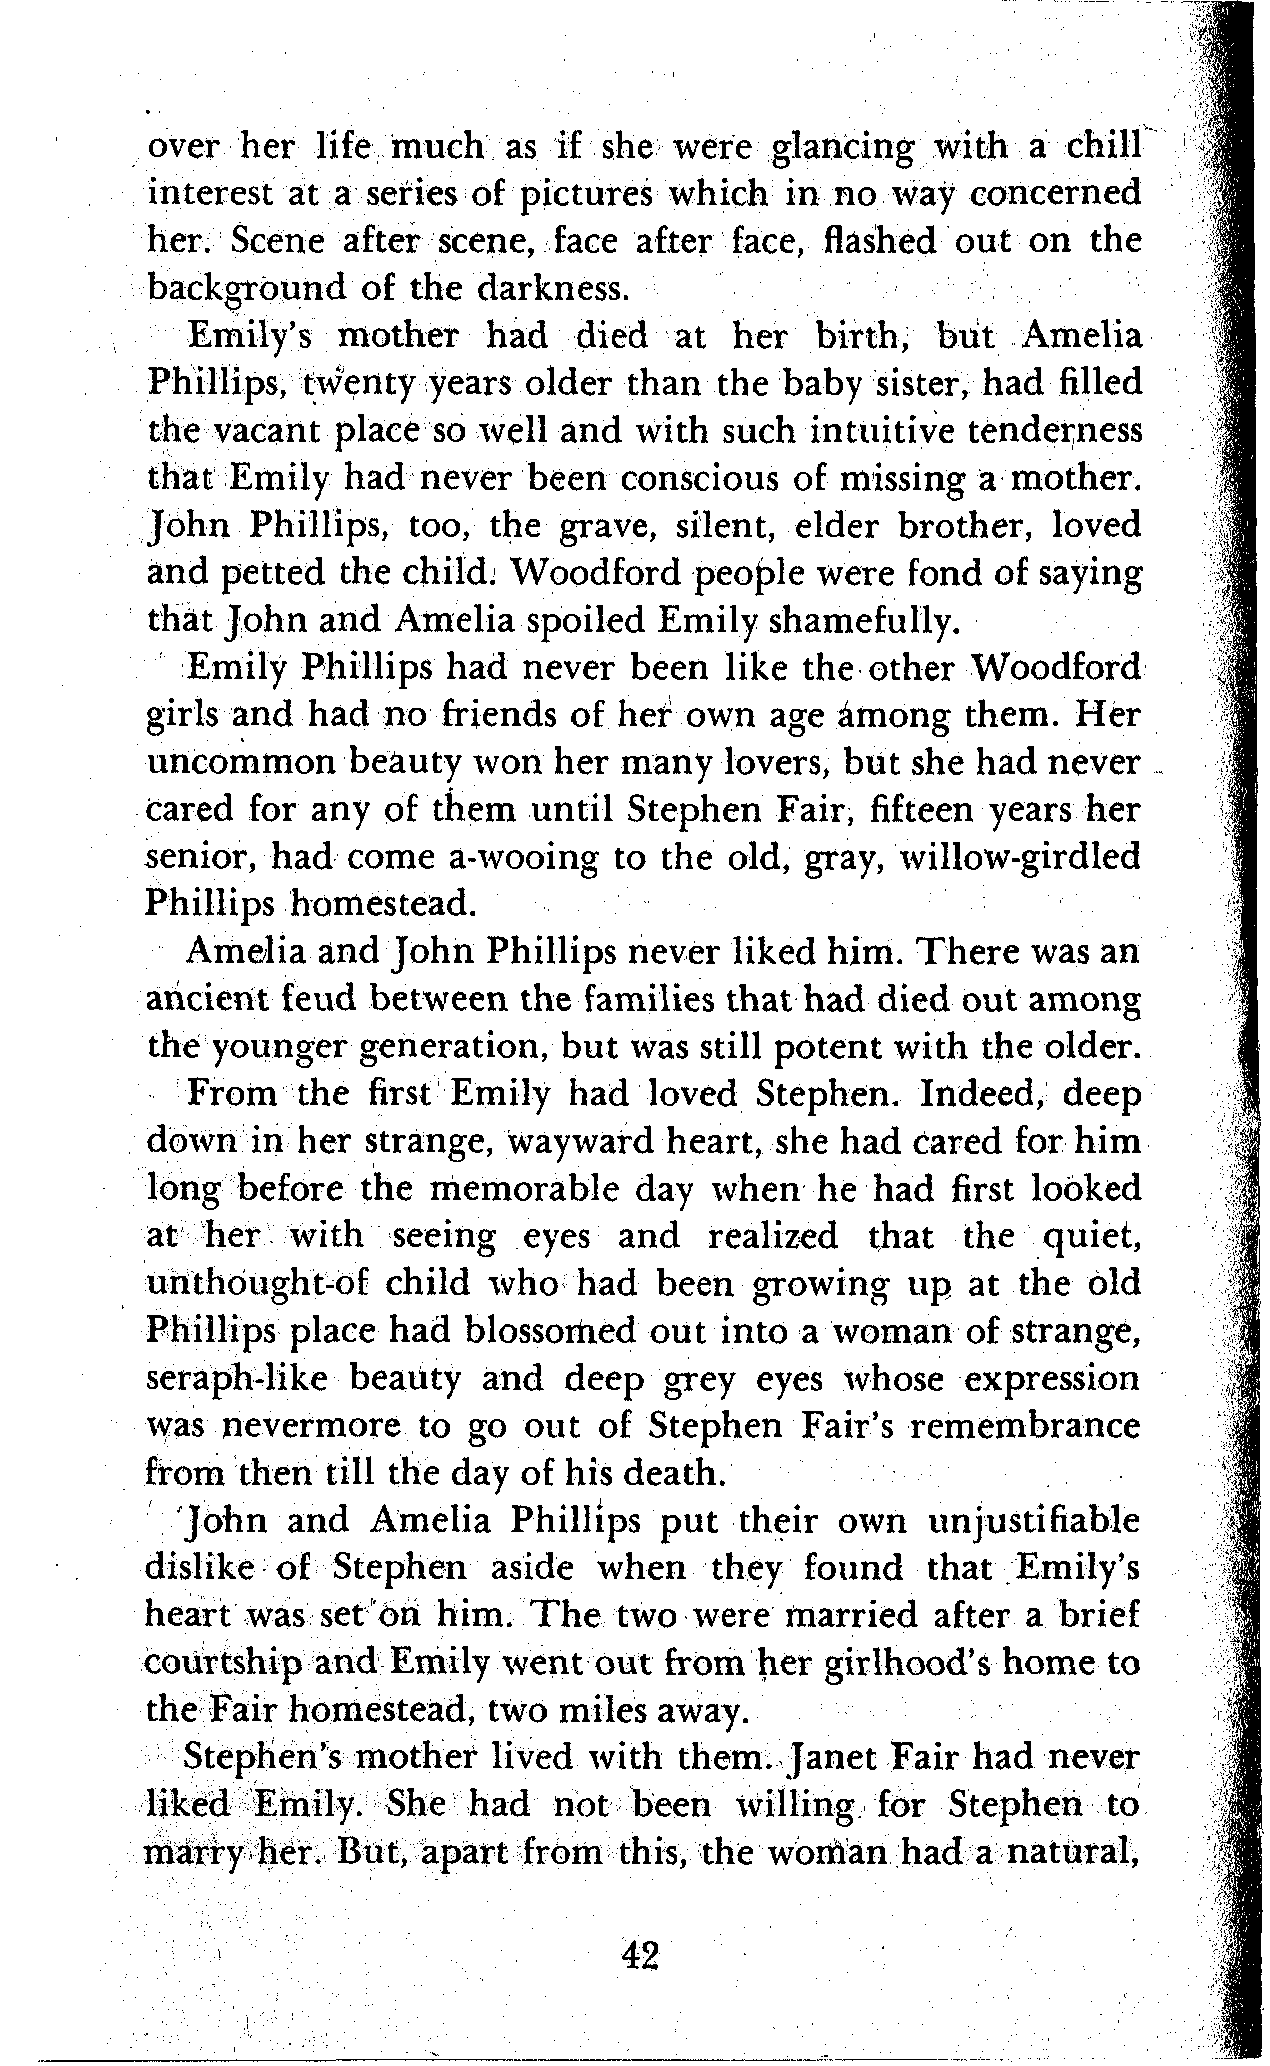 over her life much as if she were glancing with a chill
interest at a series of pictures which in no way concerned
her. Scene after scene, face after face, flashed out on the
background of the darkness.
Emily's mother had died at her birth, but Amelia
Phillips, twenty years older than the baby sister, had filled
the vacant place so well and with such intuitive tenderness
that Emily had never been conscious of missing a mother.
John Phillips, too, the grave, silent, elder brother, loved
and petted the child. Woodford people were fond of saying
that John and Amelia spoiled Emily shamefully.
Emily Phillips had never been like the other Woodford
girls and had no friends of her own age among them. Her
uncommon beauty won her many lovers, but she had never
cared for any of them until Stephen Fair, fifteen years her
senior, had come a-wooing to the old, gray, willow-girdled
Phillips homestead.
Amelia and John Phillips never liked him. There was an
ancient feud between the families that had died out among
the younger generation, but was still potent with the older.
From the first Emily had loved Stephen. Indeed, deep
down in her strange, wayward heart, she had cared for him
long before the memorable day when he had first looked
at her with seeing eyes and realized that the quiet,
unthought-of child who had been growing up at the old
Phillips place had blossomed out into a woman of strange,
seraph-like beauty and deep grey eyes whose expression
was nevermore to go out of Stephen Fair's remembrance
from then till the day of his death.
John and Amelia Phillips put their own unjustifiable
dislike of Stephen aside when they found that Emily's
heart was set on him. The two were married after a brief
courtship and Emily went out from her girlhood's home to
the Fair homestead, two miles away.
Stephen's mother lived with them. Janet Fair had never
liked Emily. She had not been willing for Stephen to
marry her. But, apart from this, the woman had a natural,
42